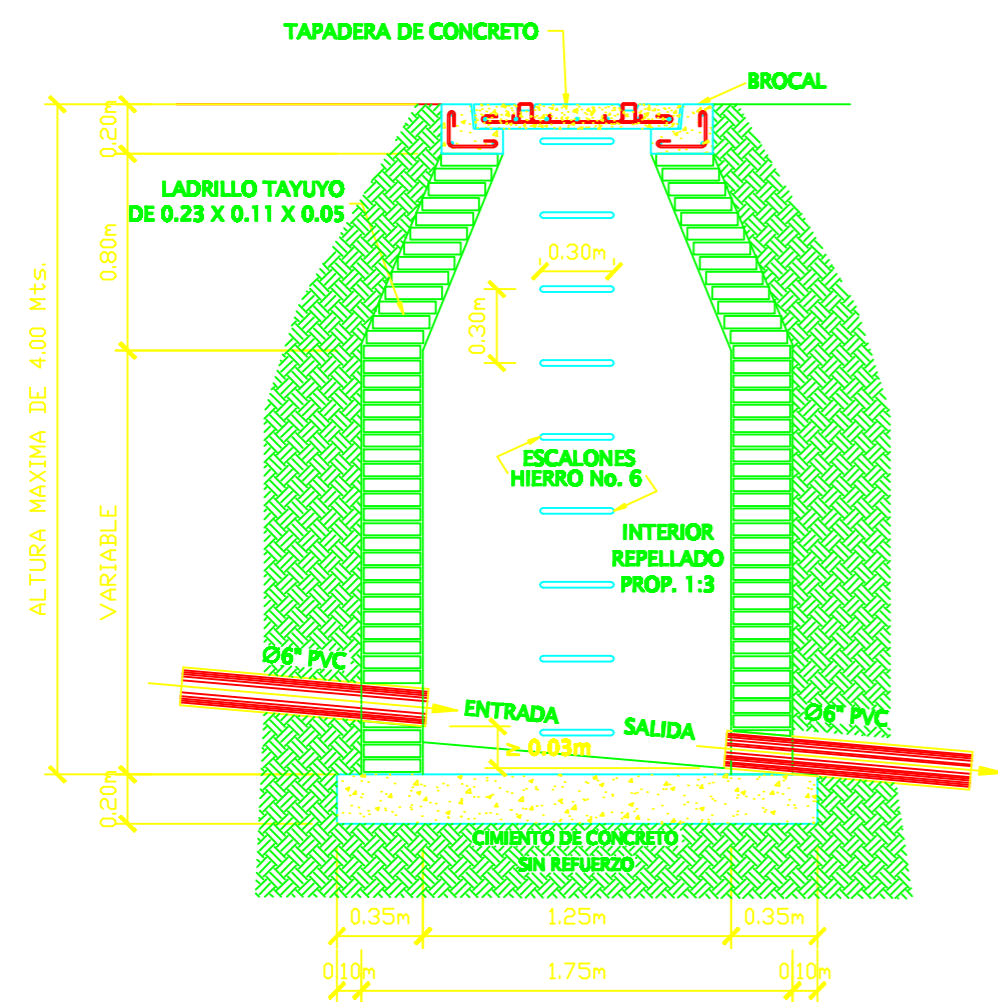 TAPADERA DE CONCRETO
BROCAL
0.20m
LADRILLO TAYUYO
DE 0.23 X 0.11 X 0.05
0.80m
0.30m
0.30m
ALTURA MAXIMA DE 4.00 Mts.
VARIABLE
ESCALONES
HIERRO No. 6
INTERIOR
REPELLADO
PROP. 1:3
Ø6" PVC
ENTRADA
SALIDA
Ø6" PVC
≥ 0.03m
0.20m
CIMIENTO DE CONCRETO
SIN REFUERZO
0.35m
1.25m
0.35m
0.10m
1.75m
0.10m